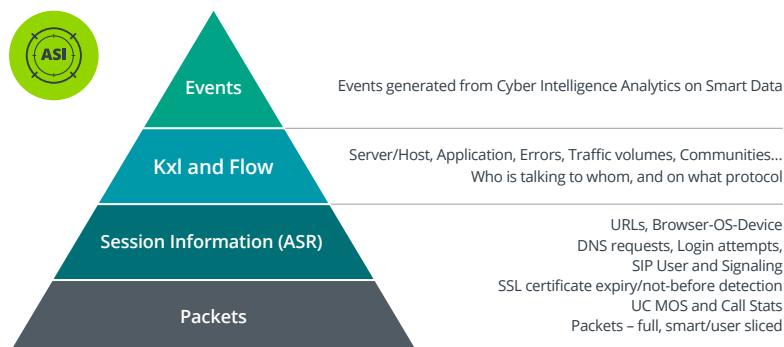 ASI
Events
Events generated from Cyber Intelligence Analytics on Smart Data
Kxl and Flow
Server/Host, Application, Errors, Traffic volumes, Communities...
Who is talking to whom, and on what protocol
Session Information (ASR)
URLs, Browser-OS-Device
DNS requests, Login attempts,
SIP User and Signaling
SSL certificate expiry/not-before detection
UC MOS and Call Stats
Packets – full, smart/user sliced
Packets